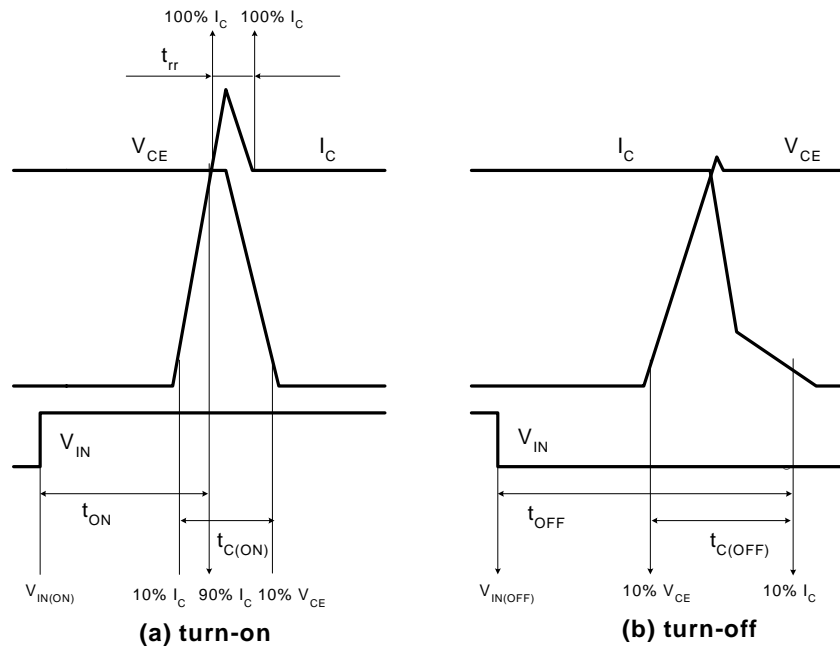 100% I_C 100% I_C
t_rr
V_CE I_C
V_IN
t_ON
t_C(ON)
V_IN(ON) 10% I_C 90% I_C 10% V_CE
(a) turn-on
I_C V_CE
V_IN
t_OFF
t_C(OFF)
V_IN(OFF) 10% V_CE 10% I_C
(b) turn-off